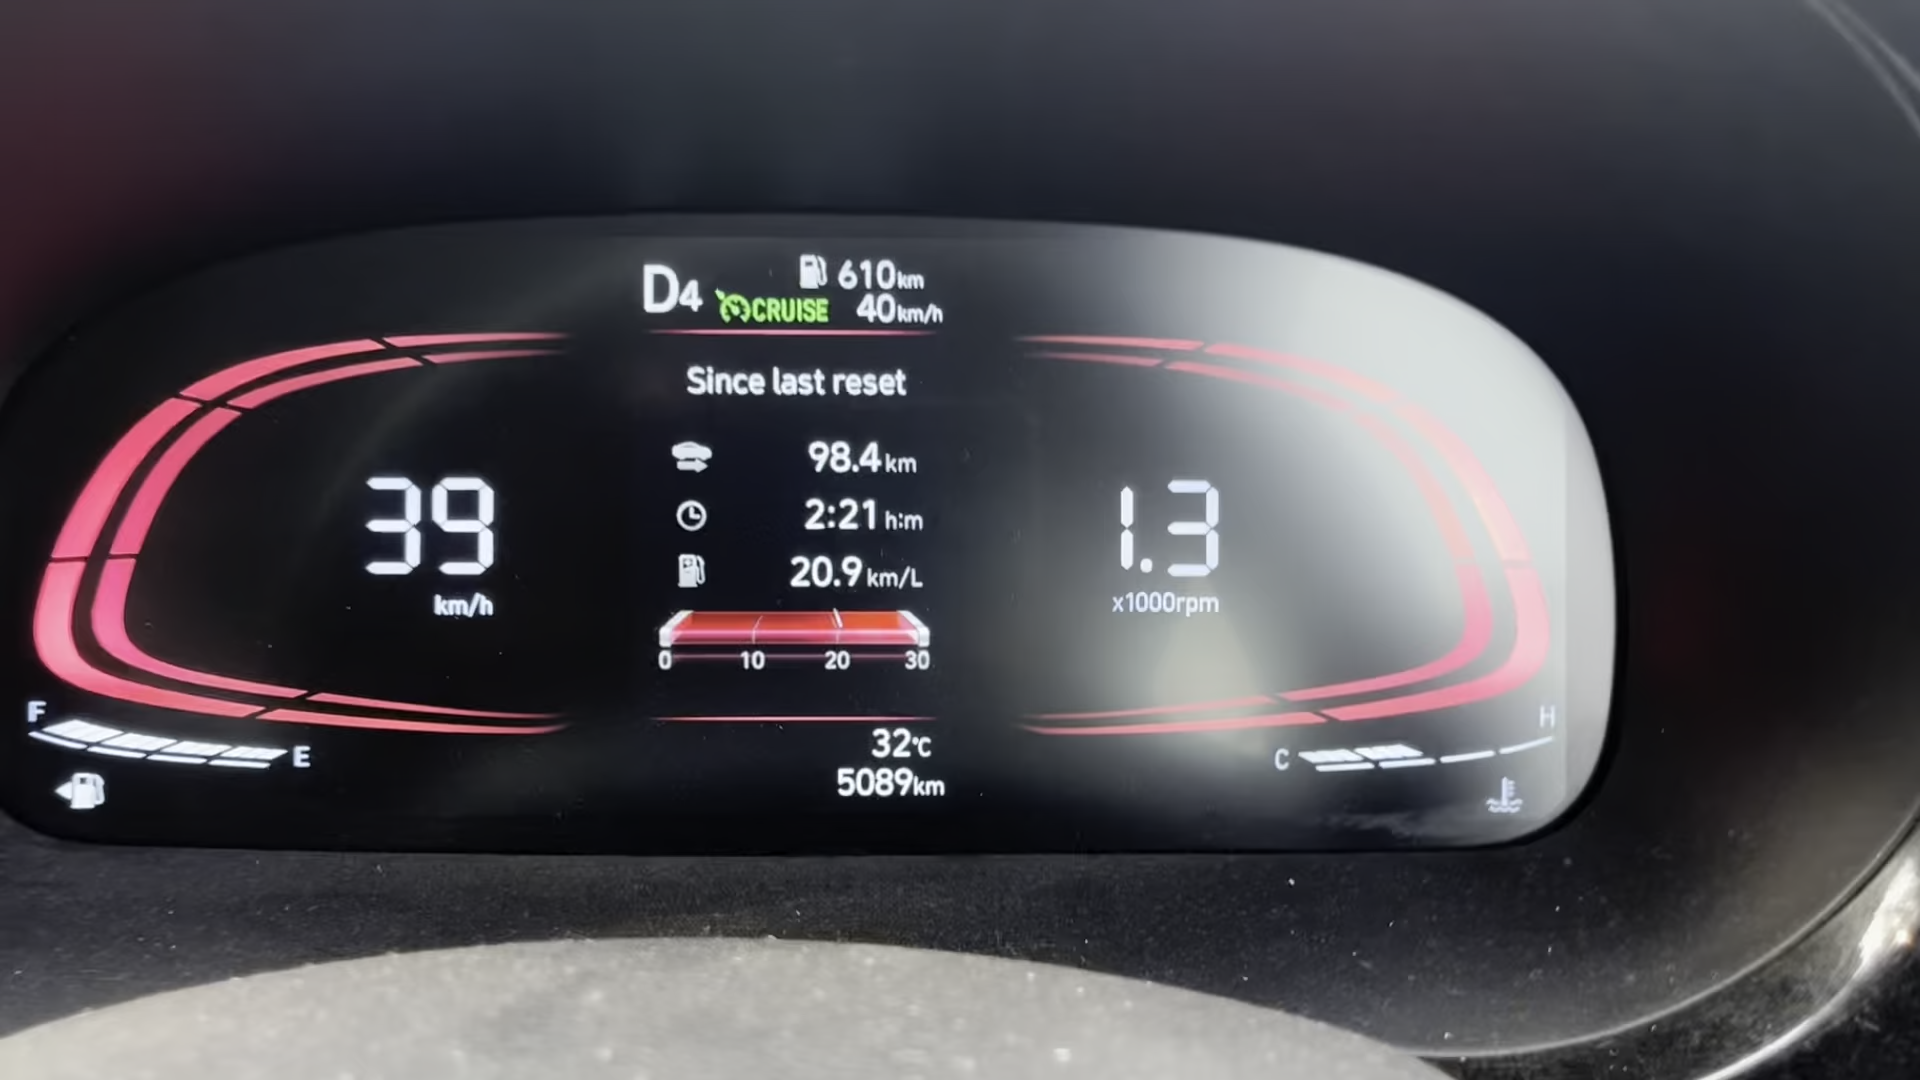 D4
610km
CRUISE 40km/h
Since last reset
98.4km
2:21 h:m
20.9 km/L
0 10 20 30
39
km/h
1.3
x1000rpm
F
E
32°C
5089km
C
H